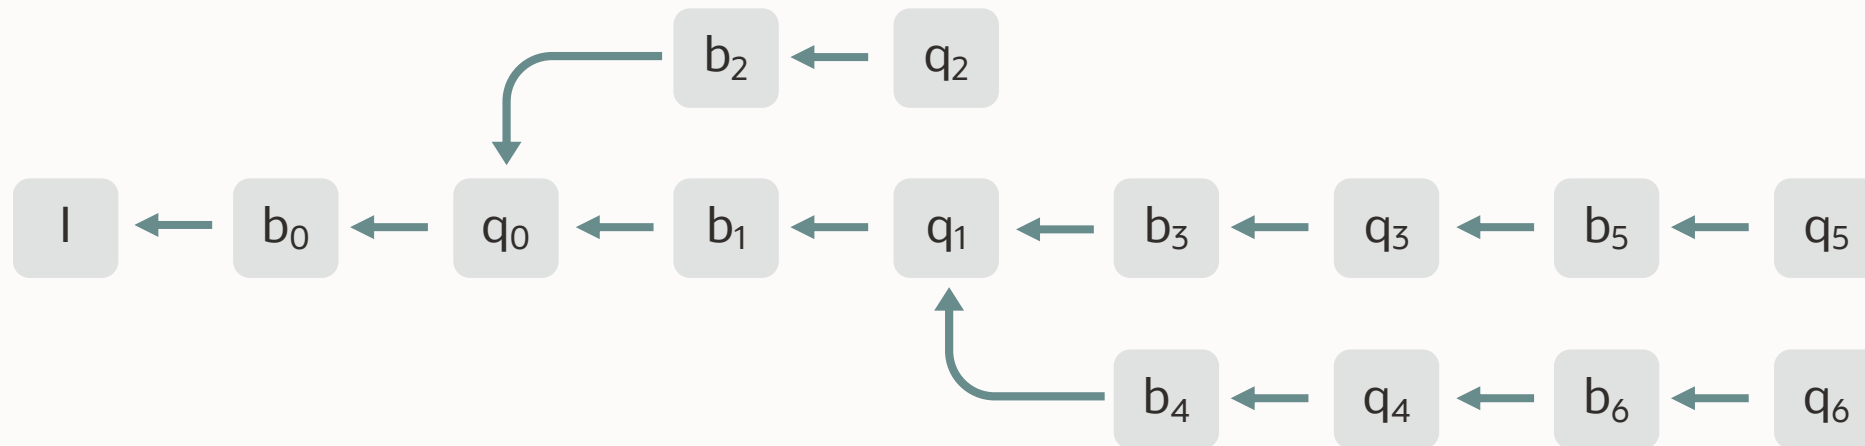 b₂ q₂
I b₀ q₀ b₁ q₁ b₃ q₃ b₅ q₅
b₄ q₄ b₆ q₆